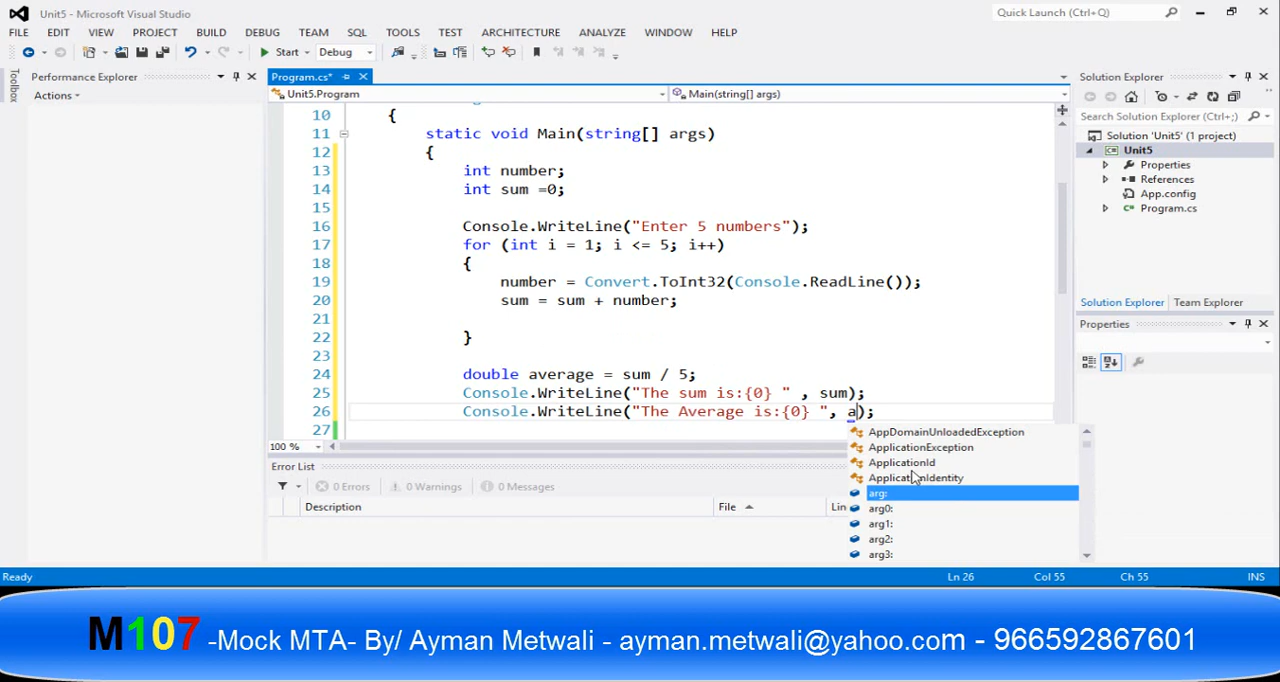 Unit5 - Microsoft Visual Studio
Quick Launch (Ctrl+Q)
FILE EDIT VIEW PROJECT BUILD DEBUG TEAM SQL TOOLS TEST ARCHITECTURE ANALYZE WINDOW HELP
Start Debug
Toolbox
Performance Explorer
Actions
Program.cs*
Unit5.Program
Main(string[] args)
10 {
11 static void Main(string[] args)
12 {
13 int number;
14 int sum =0;
15
16 Console.WriteLine("Enter 5 numbers");
17 for (int i = 1; i <= 5; i++)
18 {
19 number = Convert.ToInt32(Console.ReadLine());
20 sum = sum + number;
21
22 }
23
24 double average = sum / 5;
25 Console.WriteLine("The sum is:{0} " , sum);
26 Console.WriteLine("The Average is:{0} ", a);
27
AppDomainUnloadedException
ApplicationException
ApplicationId
ApplicationIdentity
arg:
arg0:
arg1:
arg2:
arg3:
100 %
Error List
0 Errors 0 Warnings 0 Messages
Description File Lin
Solution Explorer
Search Solution Explorer (Ctrl+;)
Solution 'Unit5' (1 project)
Unit5
Properties
References
App.config
Program.cs
Solution Explorer Team Explorer
Properties
Ready Ln 26 Col 55 Ch 55 INS
M107 -Mock MTA- By/ Ayman Metwali - ayman.metwali@yahoo.com - 966592867601